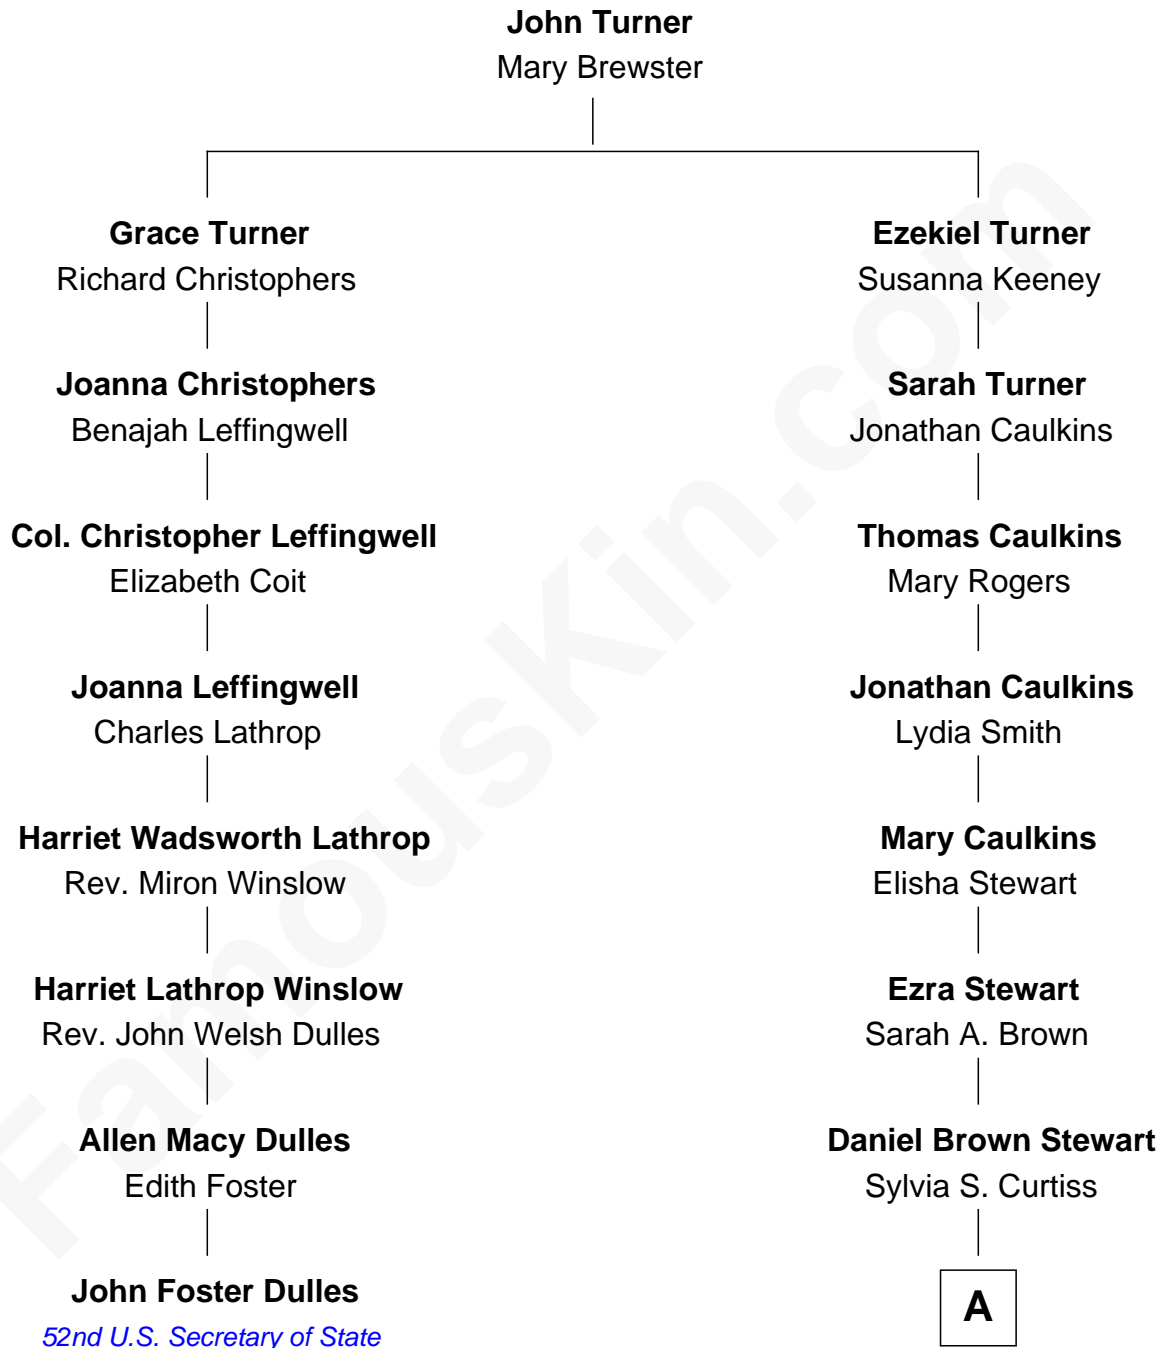 John Turner
Mary Brewster
Grace Turner
Richard Christophers
Ezekiel Turner
Susanna Keeney
Joanna Christophers
Benajah Leffingwell
Sarah Turner
Jonathan Caulkins
Col. Christopher Leffingwell
Elizabeth Coit
Thomas Caulkins
Mary Rogers
Joanna Leffingwell
Charles Lathrop
Jonathan Caulkins
Lydia Smith
Harriet Wadsworth Lathrop
Rev. Miron Winslow
Mary Caulkins
Elisha Stewart
Harriet Lathrop Winslow
Rev. John Welsh Dulles
Ezra Stewart
Sarah A. Brown
Allen Macy Dulles
Edith Foster
Daniel Brown Stewart
Sylvia S. Curtiss
John Foster Dulles
52nd U.S. Secretary of State
A
FamousKin.com